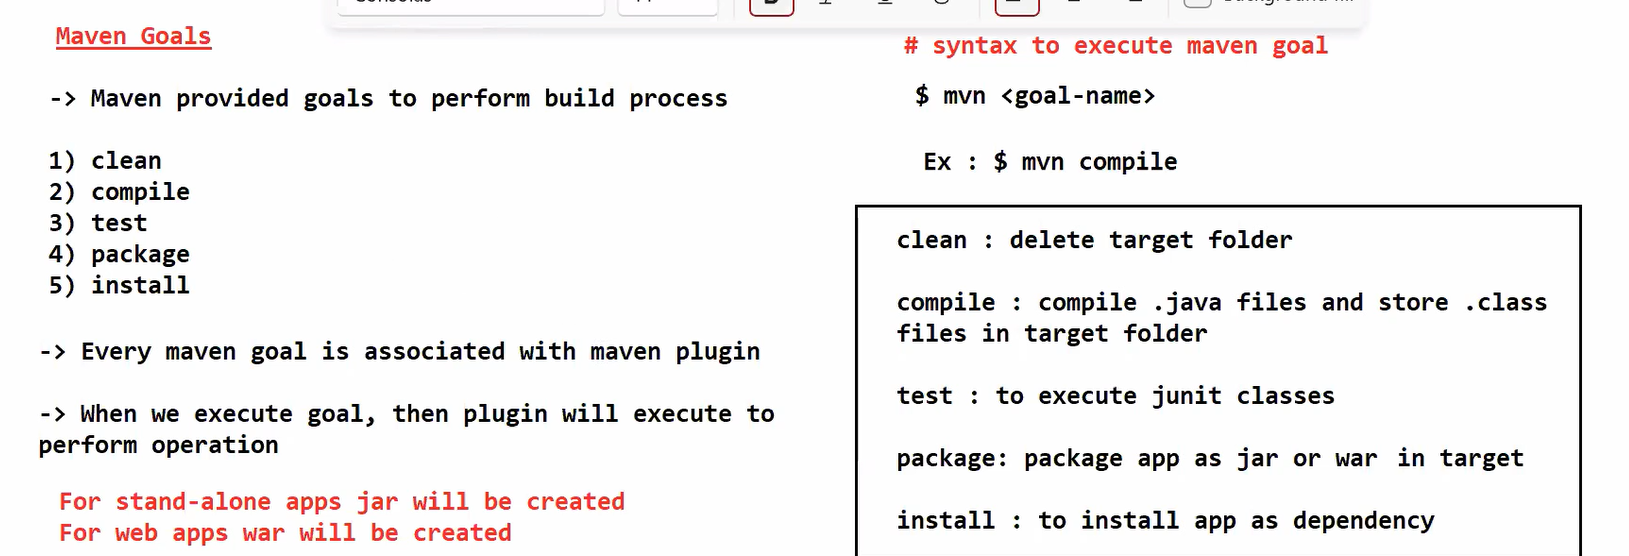 Maven Goals
-> Maven provided goals to perform build process
1) clean
2) compile
3) test
4) package
5) install
-> Every maven goal is associated with maven plugin
-> When we execute goal, then plugin will execute to
perform operation
For stand-alone apps jar will be created
For web apps war will be created
# syntax to execute maven goal
$ mvn <goal-name>
Ex : $ mvn compile
clean : delete target folder
compile : compile .java files and store .class
files in target folder
test : to execute junit classes
package: package app as jar or war in target
install : to install app as dependency